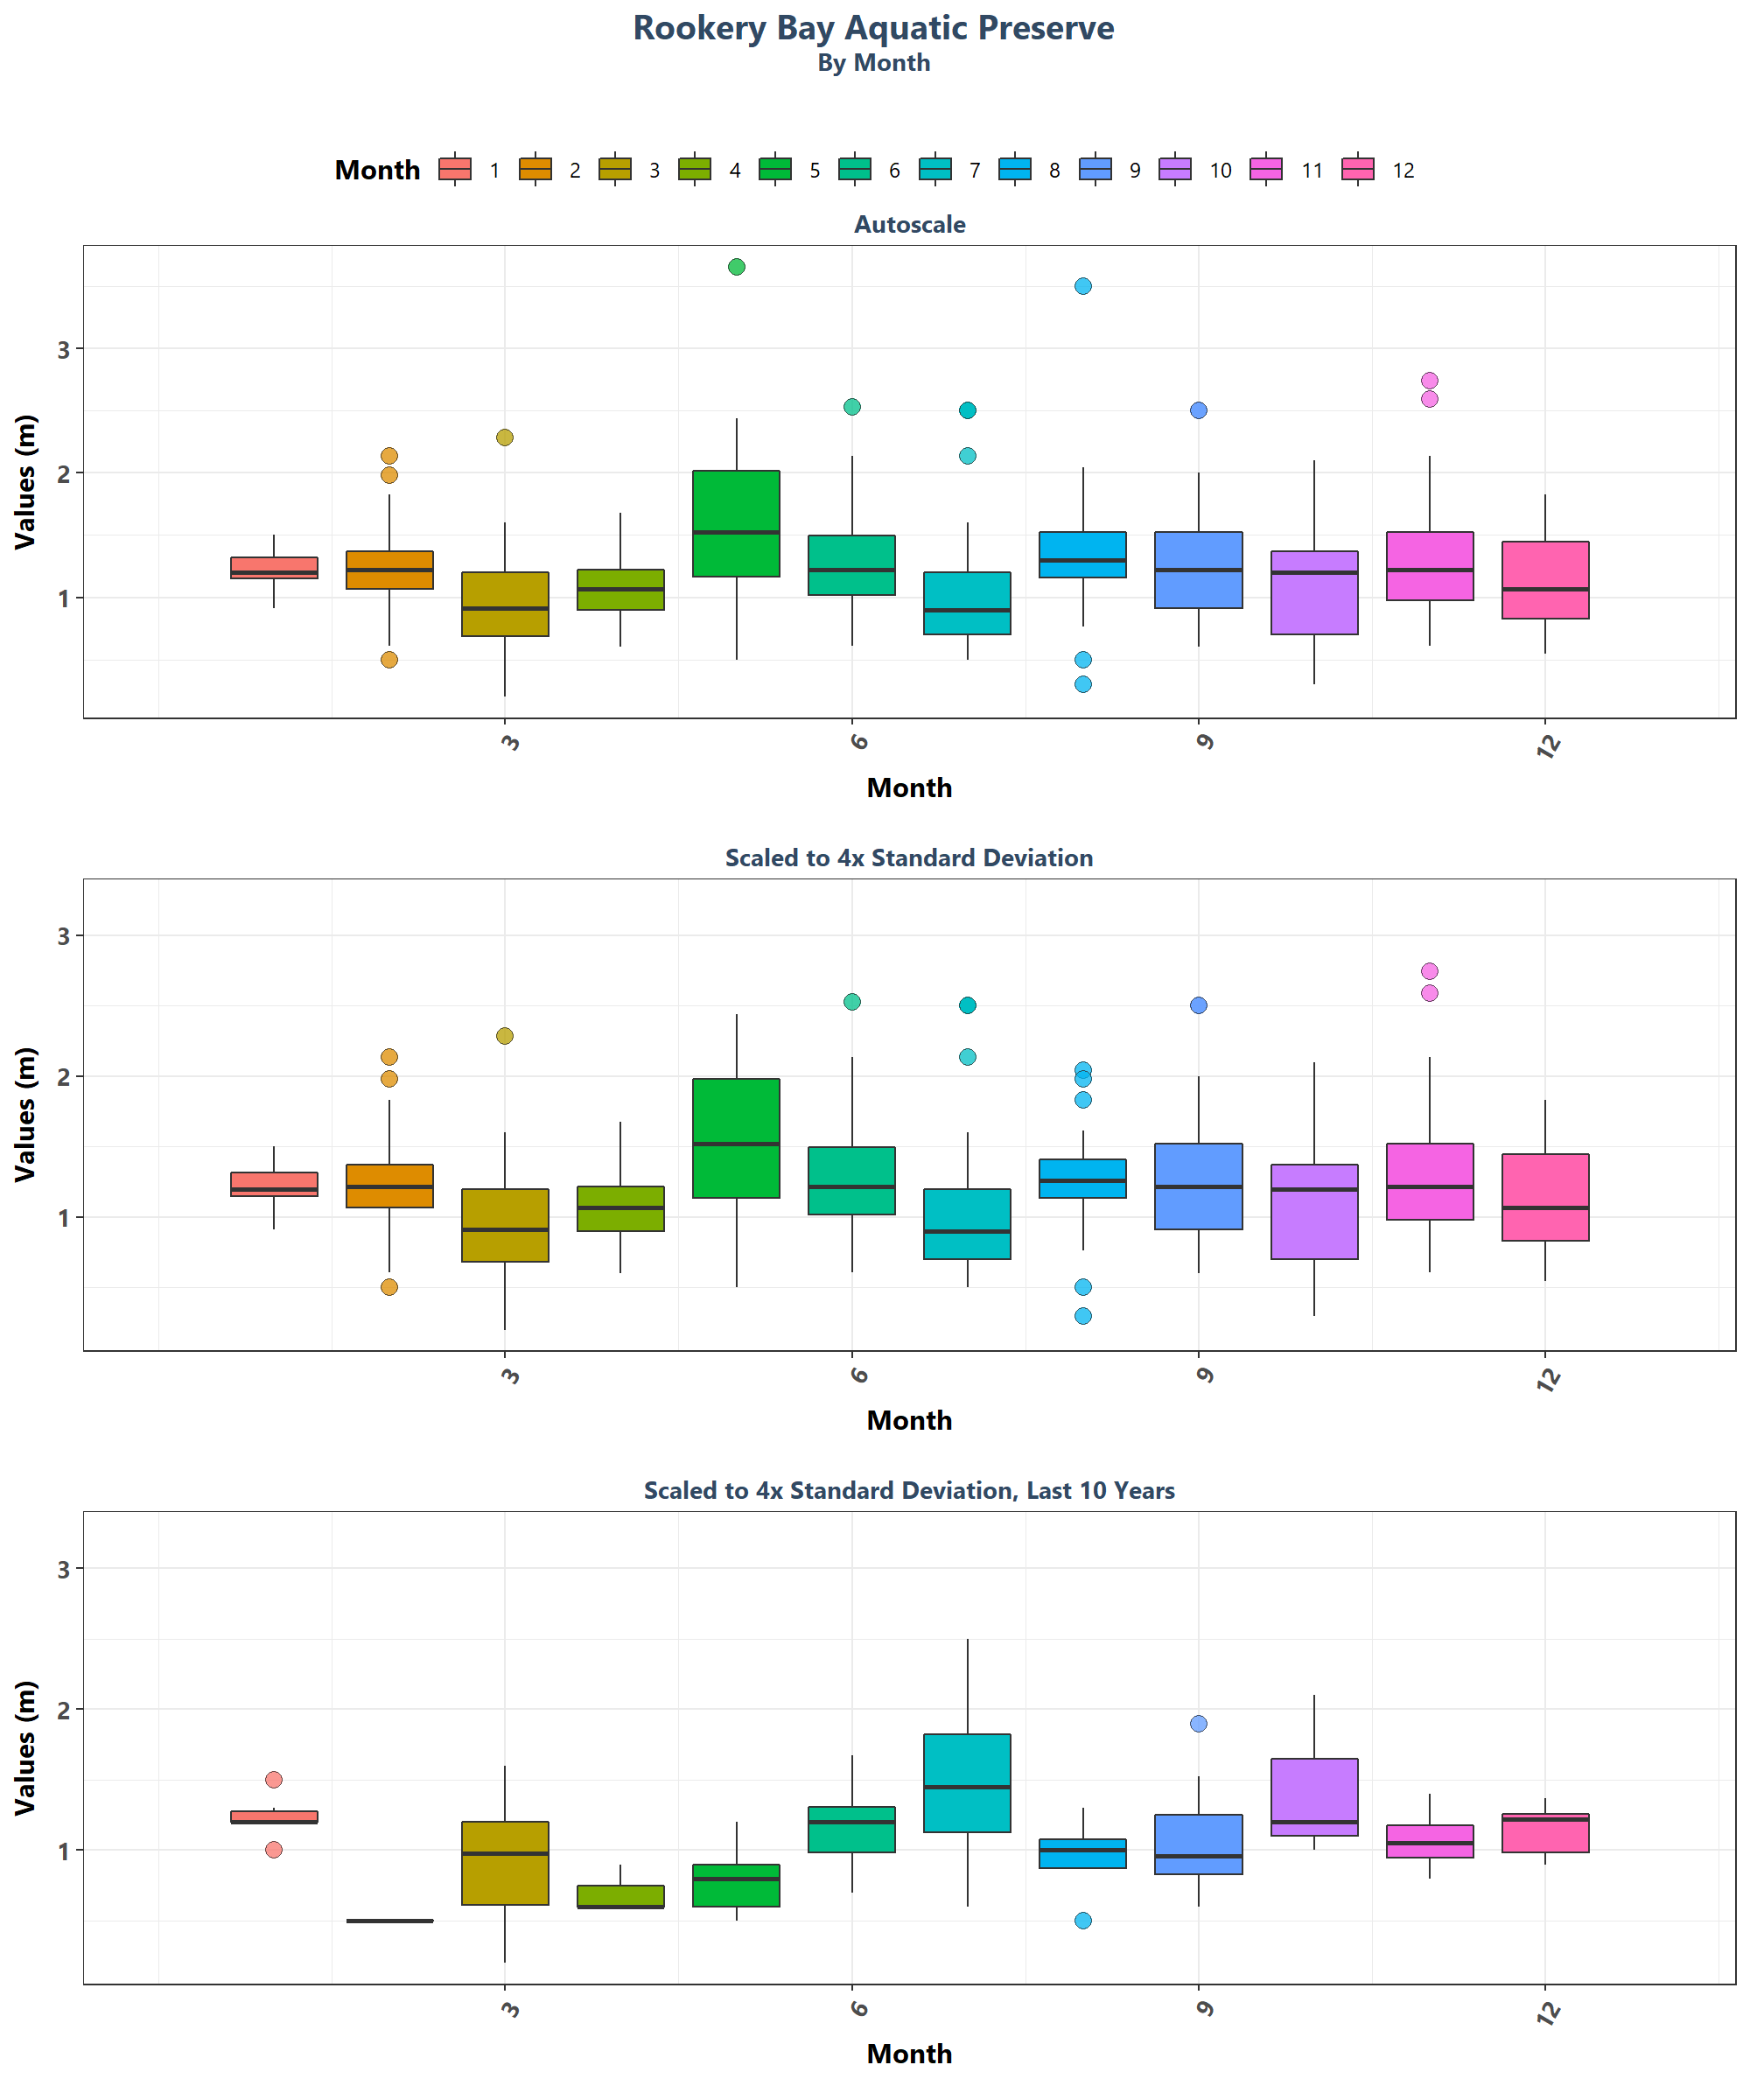 Rookery Bay Aquatic Preserve
By Month
Month 1 2 3 4 5 6 7 8 9 10 11 12
Autoscale
Values (m)
3
2
1
3 6 9 12
Month
Scaled to 4x Standard Deviation
Values (m)
3
2
1
3 6 9 12
Month
Scaled to 4x Standard Deviation, Last 10 Years
Values (m)
3
2
1
3 6 9 12
Month